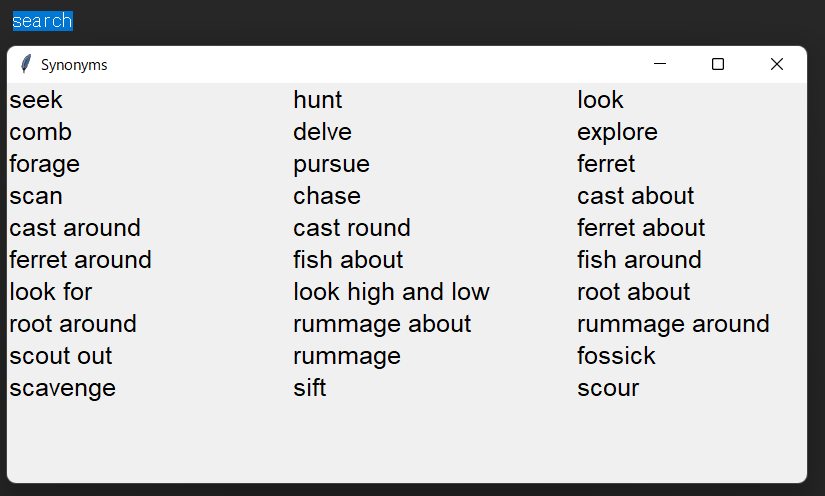 search
Synonyms
seek hunt look
comb delve explore
forage pursue ferret
scan chase cast about
cast around cast round ferret about
ferret around fish about fish around
look for look high and low root about
root around rummage about rummage around
scout out rummage fossick
scavenge sift scour